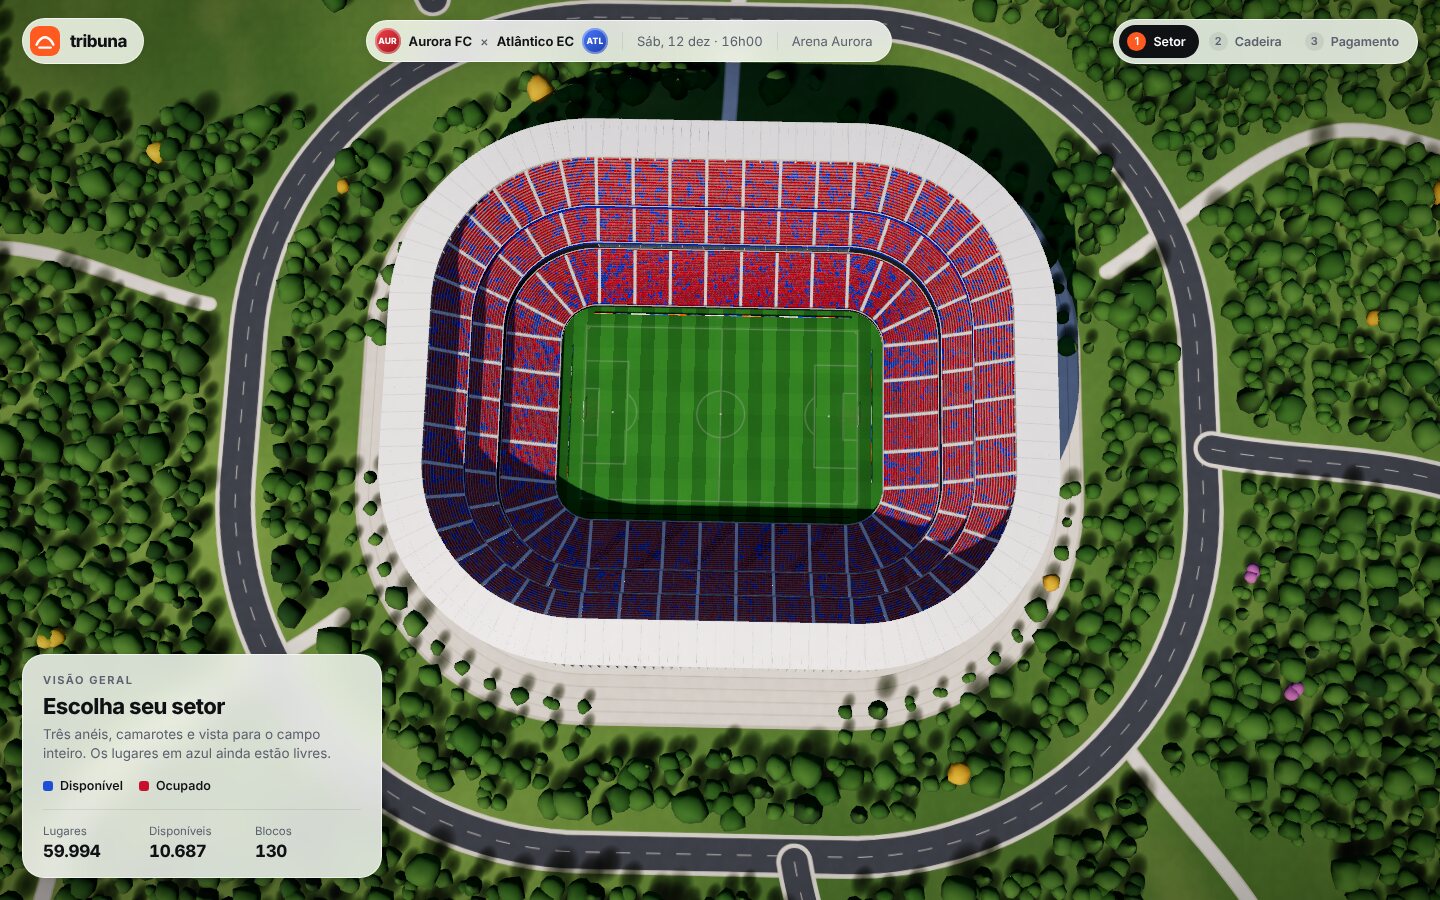 tribuna
AUR Aurora FC × Atlântico EC ATL Sáb, 12 dez · 16h00 Arena Aurora
1 Setor 2 Cadeira 3 Pagamento
VISÃO GERAL
Escolha seu setor
Três anéis, camarotes e vista para o campo
inteiro. Os lugares em azul ainda estão livres.
Disponível Ocupado
Lugares Disponíveis Blocos
59.994 10.687 130